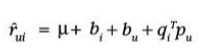 r̂ᵤᵢ = μ + bᵢ + bᵤ + qᵢᵀpᵤ